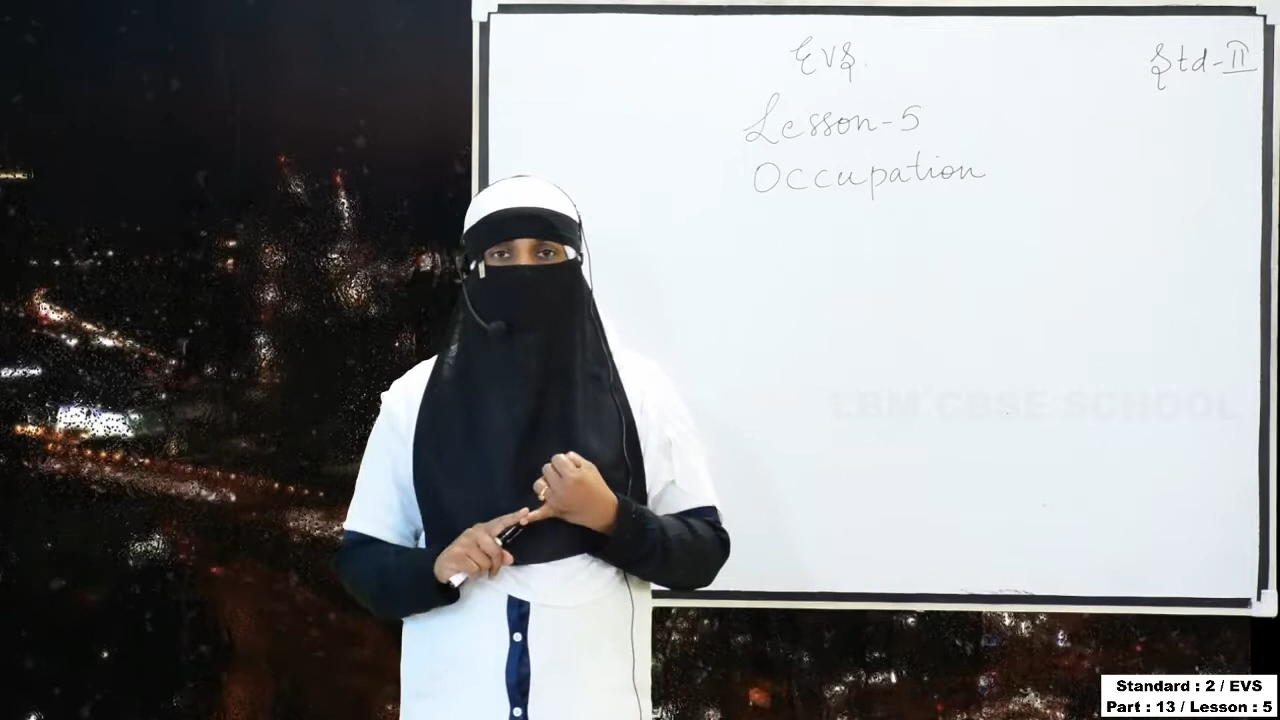 EVS.
Std-II
Lesson-5
Occupation
LBM CBSE SCHOOL
Standard : 2 / EVS
Part : 13 / Lesson : 5